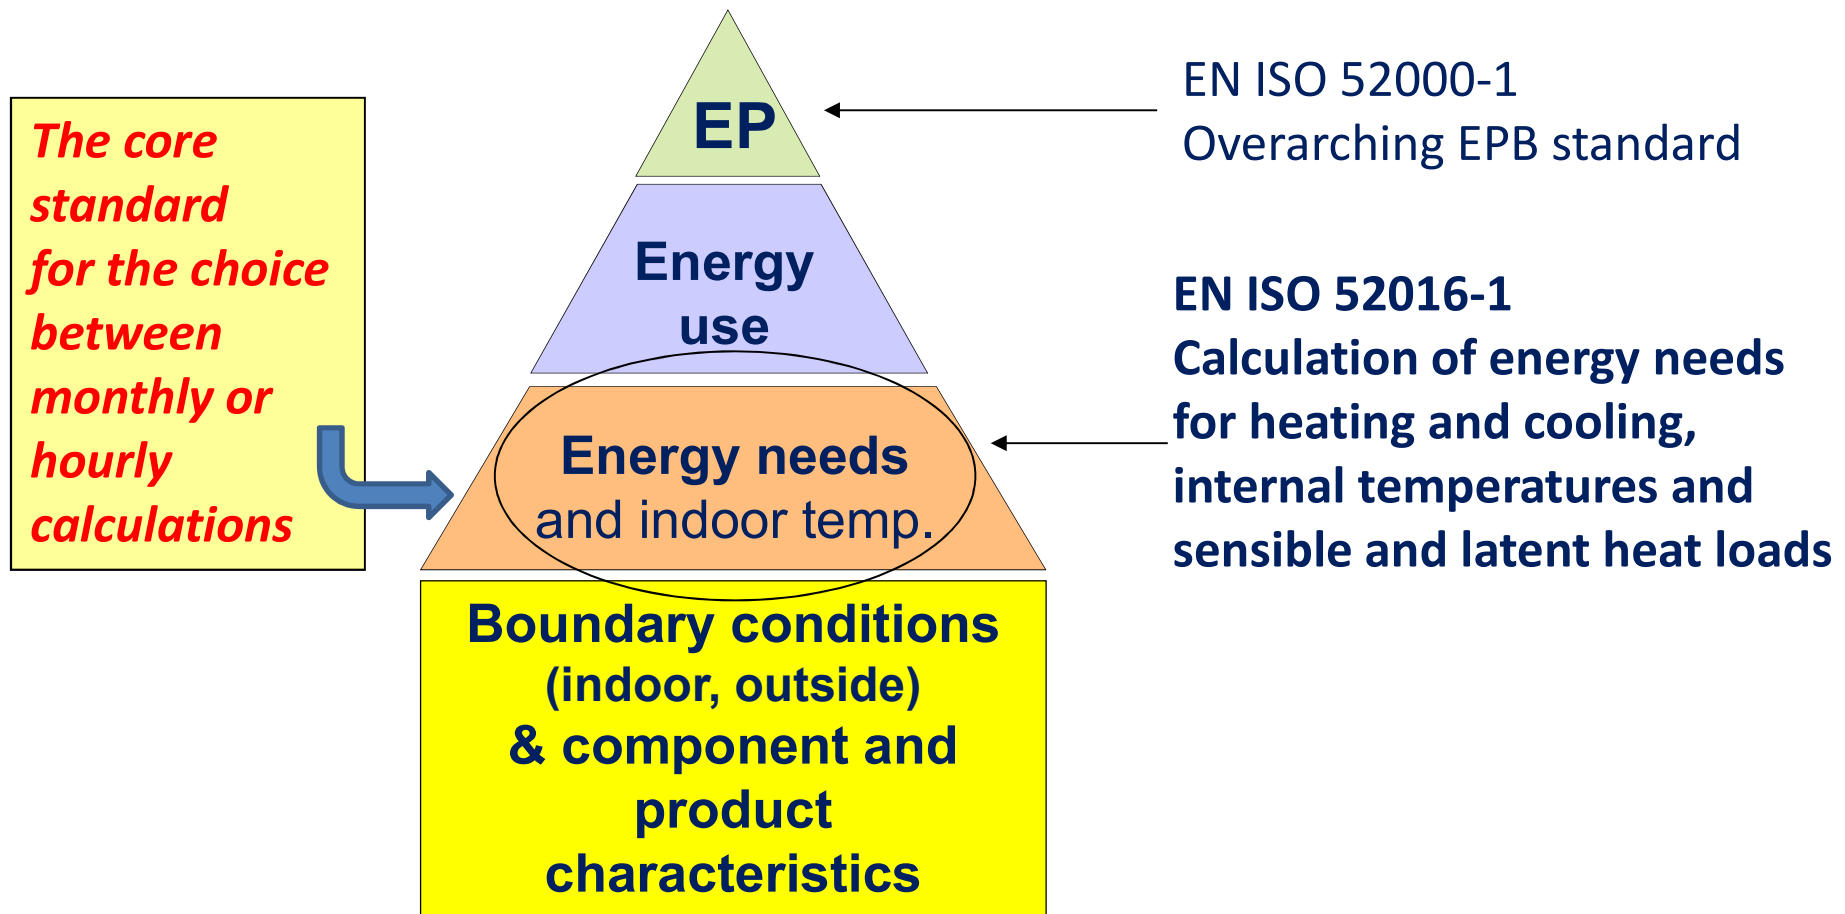 The core
standard
for the choice
between
monthly or
hourly
calculations
EP
Energy
use
Energy needs
and indoor temp.
Boundary conditions
(indoor, outside)
& component and
product
characteristics
EN ISO 52000-1
Overarching EPB standard
EN ISO 52016-1
Calculation of energy needs
for heating and cooling,
internal temperatures and
sensible and latent heat loads